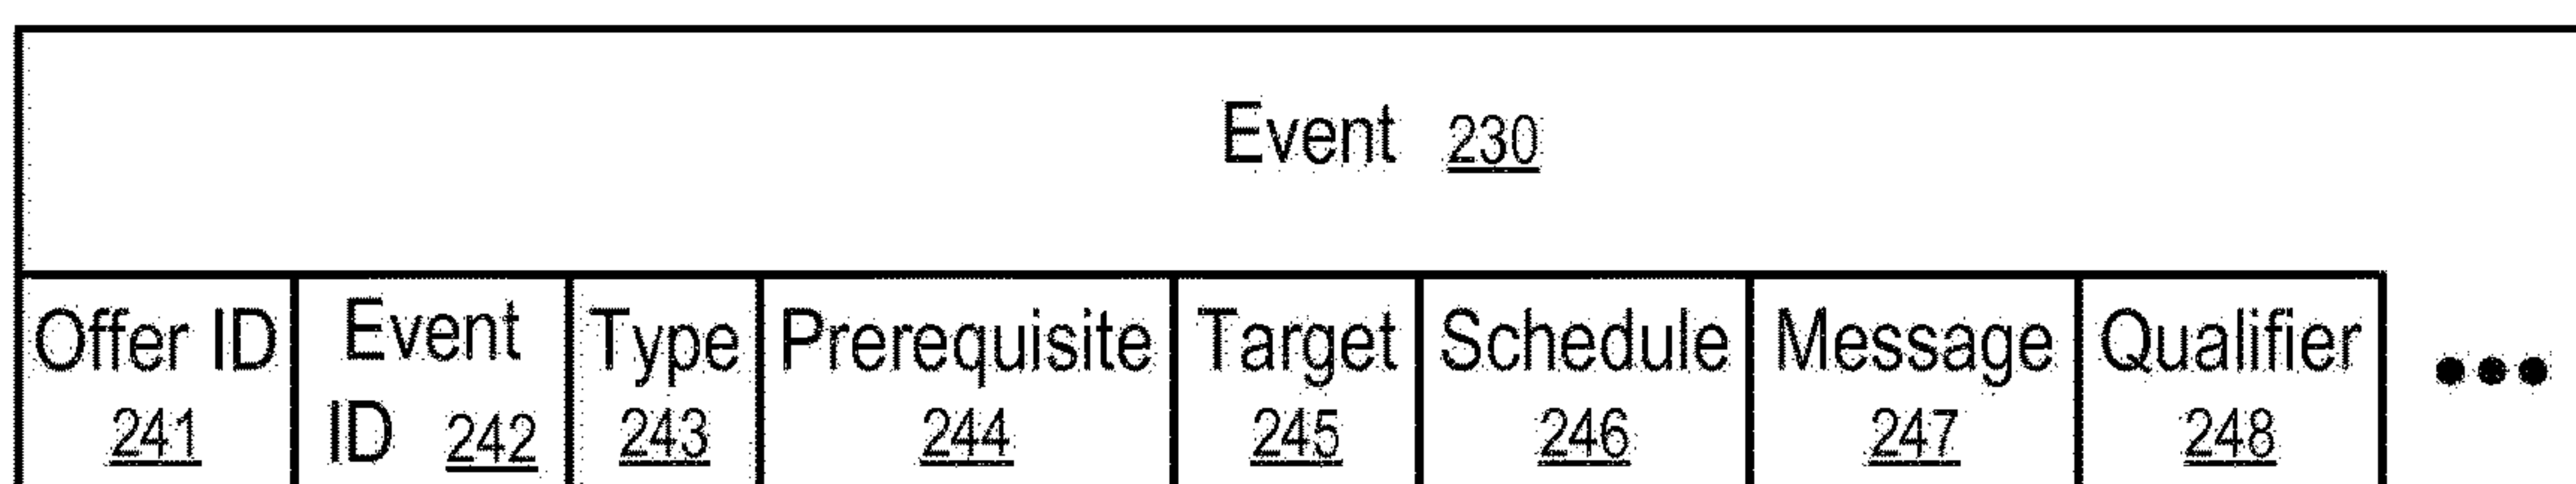 Event 230
Offer ID Event Type Prerequisite Target Schedule Message Qualifier •••
241 ID 242 243 244 245 246 247 248